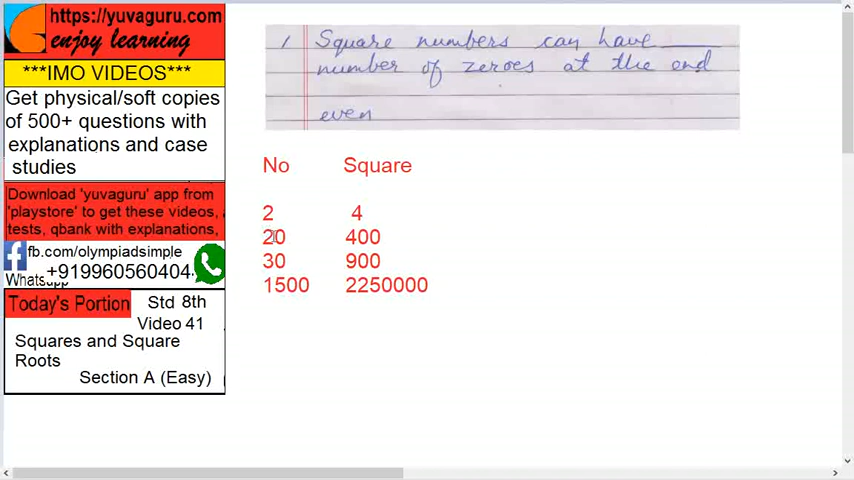 https://yuvaguru.com
enjoy learning
***IMO VIDEOS***
Get physical/soft copies
of 500+ questions with
explanations and case
studies
Download 'yuvaguru' app from
'playstore' to get these videos,
tests, qbank with explanations,
fb.com/olympiadsimple
+919960560404
Whatsapp
Today's Portion
Std 8th
Video 41
Squares and Square
Roots
Section A (Easy)
1 Square numbers can have ____
number of zeroes at the end
even
No Square
2 4
20 400
30 900
1500 2250000